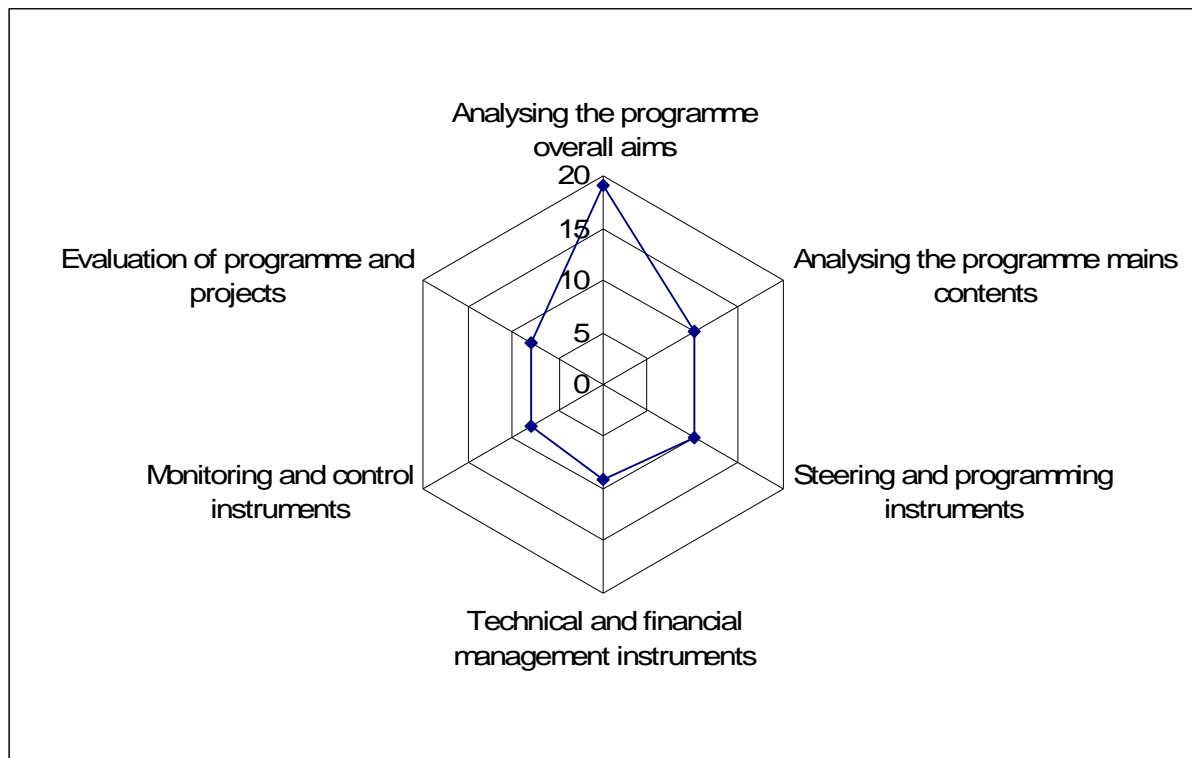 Analysing the programme
overall aims
20
15
10
5
0
Analysing the programme mains
contents
Steering and programming
instruments
Technical and financial
management instruments
Monitoring and control
instruments
Evaluation of programme and
projects